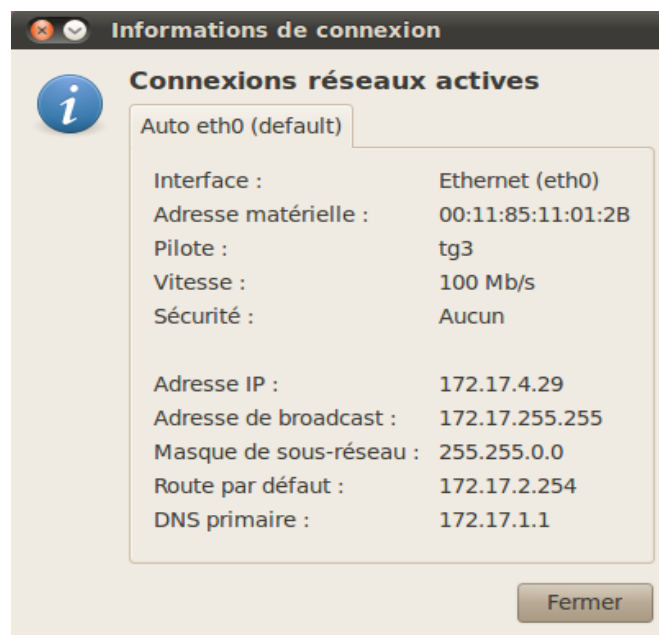 Informations de connexion
Connexions réseaux actives
Auto eth0 (default)
Interface : Ethernet (eth0)
Adresse matérielle : 00:11:85:11:01:2B
Pilote : tg3
Vitesse : 100 Mb/s
Sécurité : Aucun
Adresse IP : 172.17.4.29
Adresse de broadcast : 172.17.255.255
Masque de sous-réseau : 255.255.0.0
Route par défaut : 172.17.2.254
DNS primaire : 172.17.1.1
Fermer